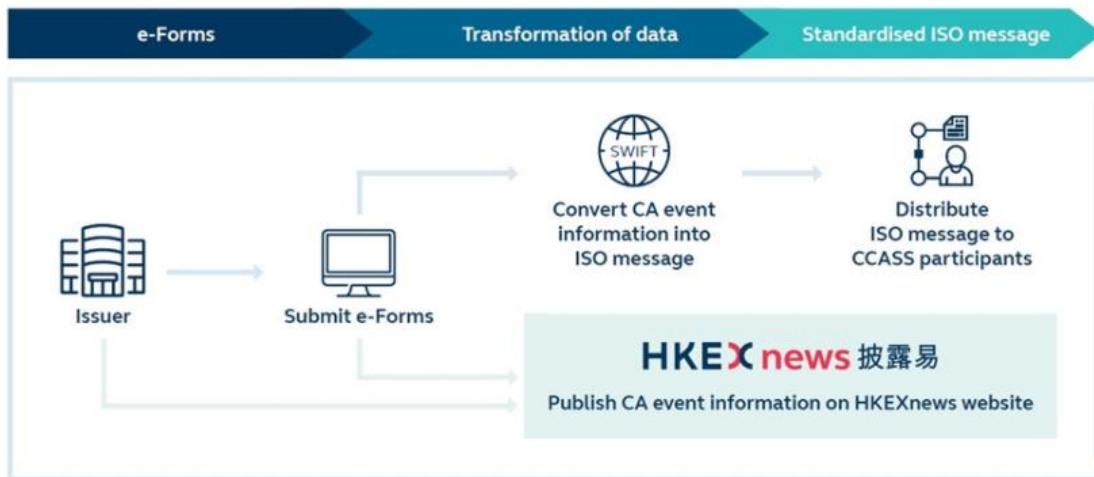 e-Forms
Transformation of data
Standardised ISO message
SWIFT
Convert CA event
information into
ISO message
Distribute
ISO message to
CCASS participants
Issuer
Submit e-Forms
HKEX news 披露易
Publish CA event information on HKEXnews website